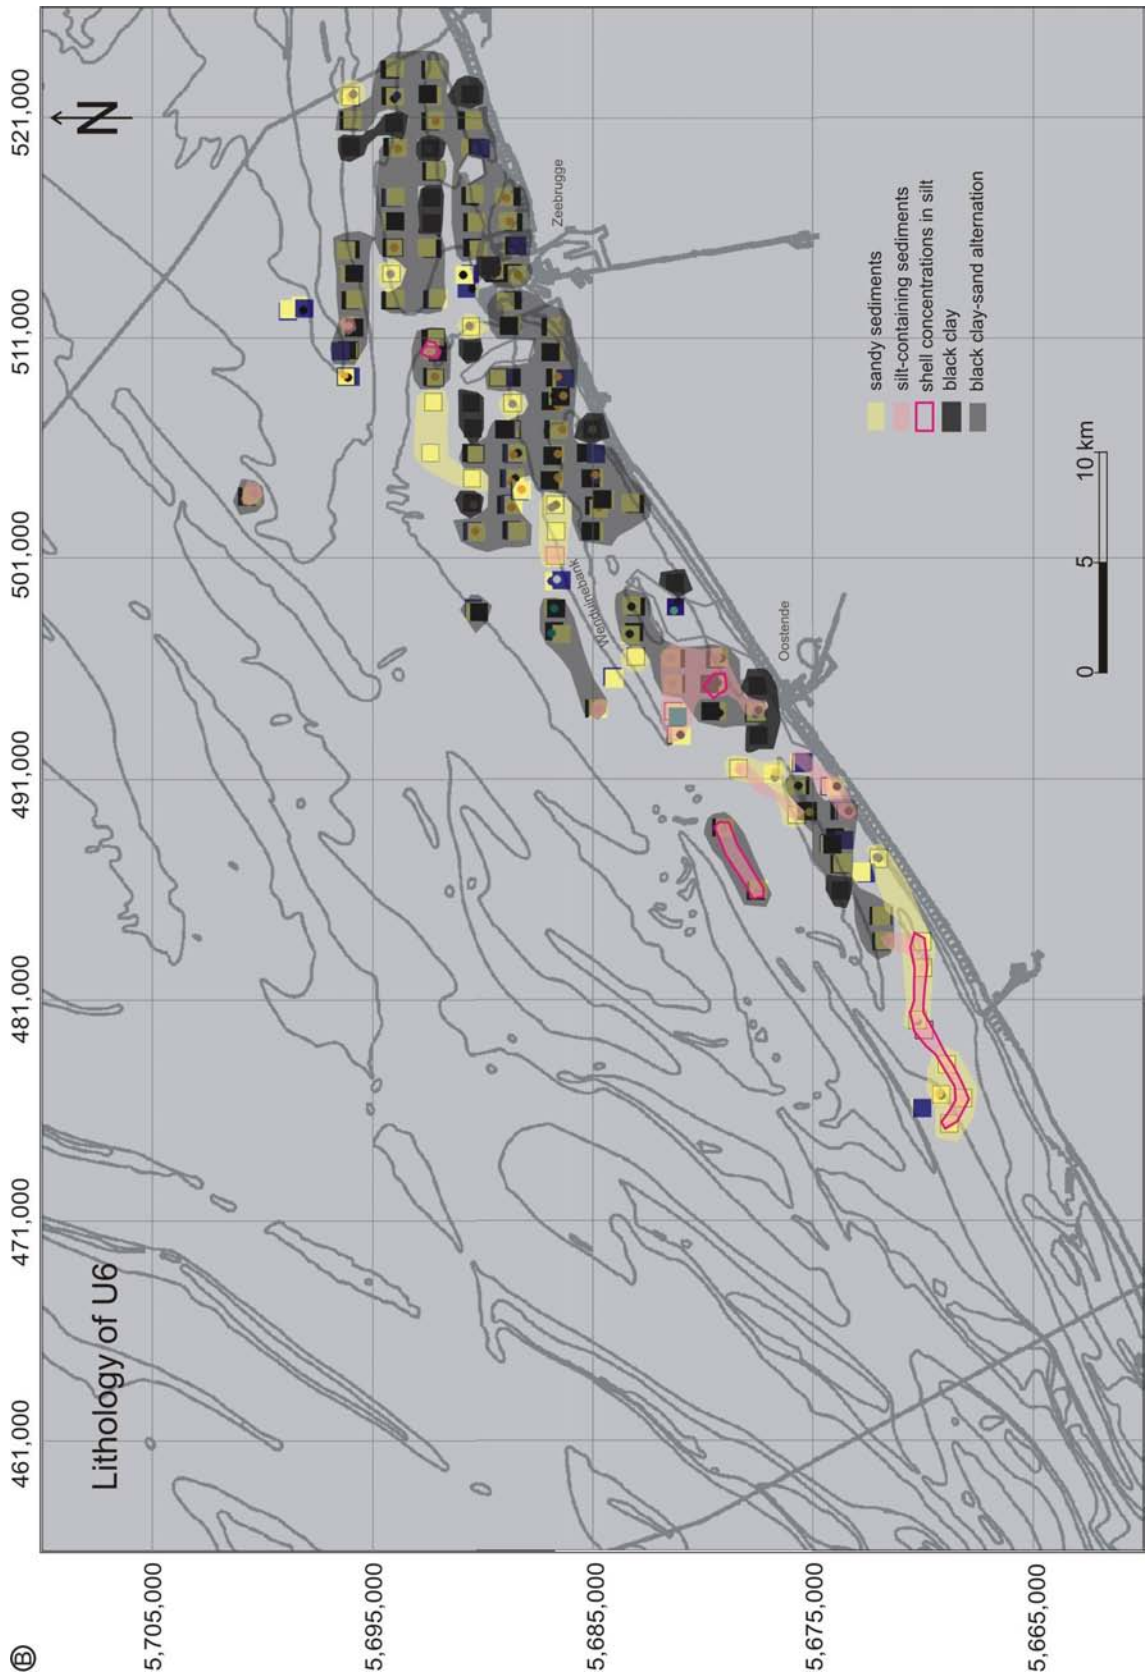 B
Lithology of U6
N
461,000
471,000
481,000
491,000
501,000
511,000
521,000
5,705,000
5,695,000
5,685,000
5,675,000
5,665,000
Wenduinebank
Zeebrugge
Oostende
sandy sediments
silt-containing sediments
shell concentrations in silt
black clay
black clay-sand alternation
0
5
10 km